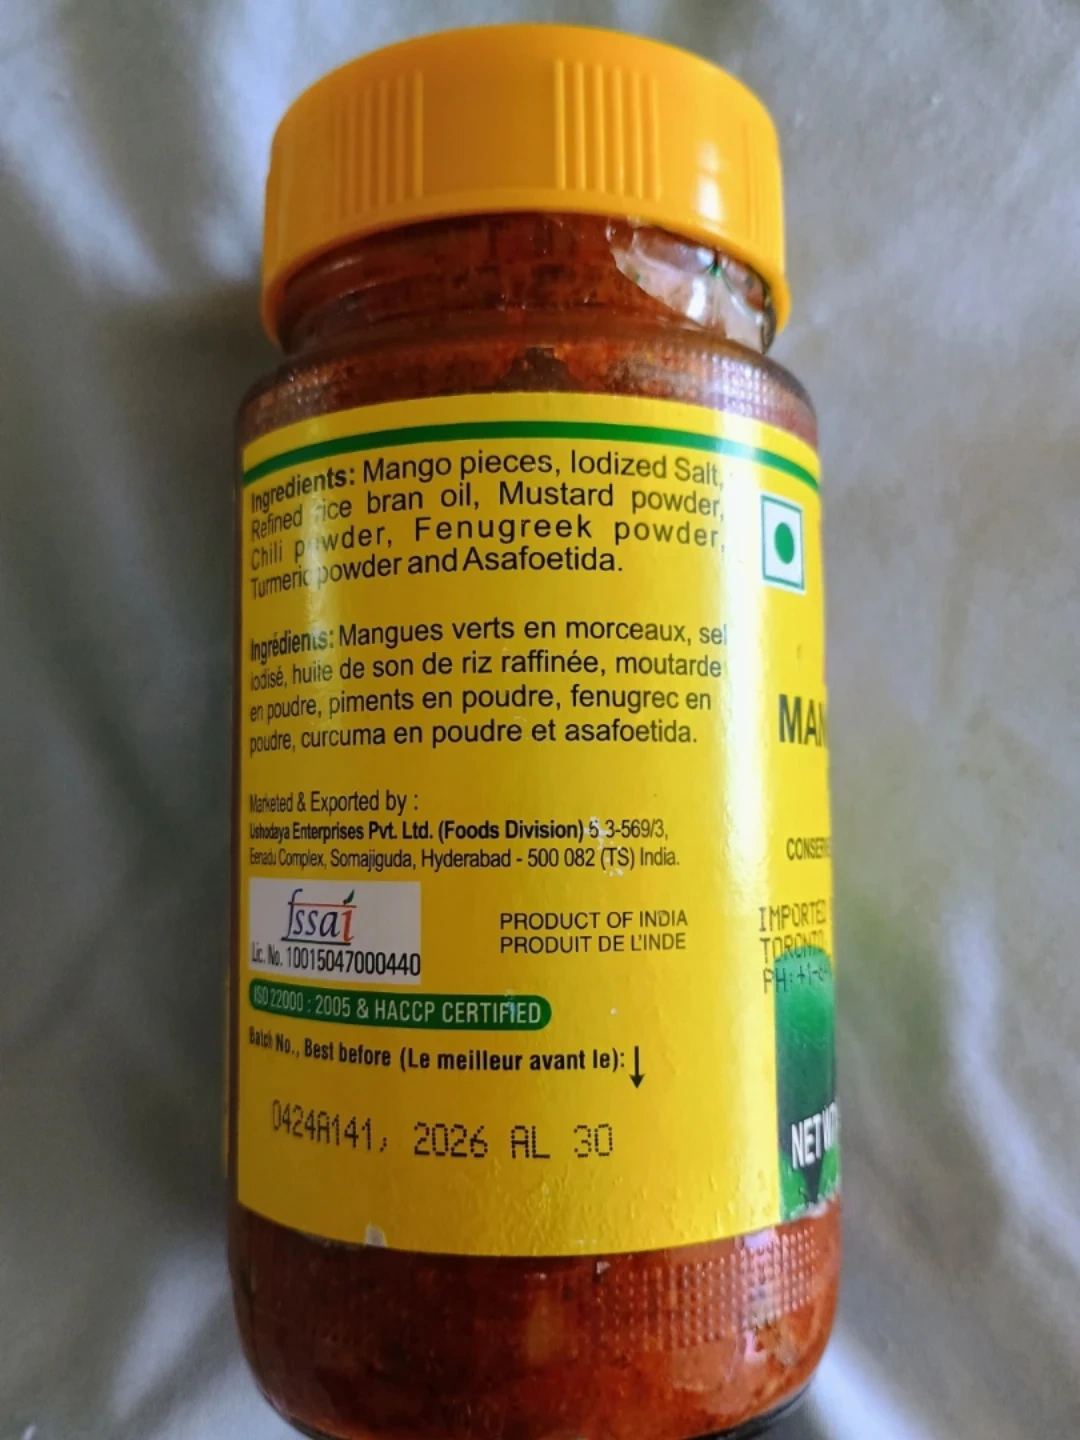 Ingredients: Mango pieces, Iodized Salt,
Refined rice bran oil, Mustard powder,
Chili powder, Fenugreek powder,
Turmeric powder and Asafoetida.
Ingrédients: Mangues verts en morceaux, sel
iodisé, huile de son de riz raffinée, moutarde
en poudre, piments en poudre, fenugrec en
poudre, curcuma en poudre et asafoetida.
Marketed & Exported by :
Ushodaya Enterprises Pvt. Ltd. (Foods Division) 6.3-569/3,
Eenadu Complex, Somajiguda, Hyderabad - 500 082 (TS) India.
fssai
Lic. No. 10015047000440
PRODUCT OF INDIA
PRODUIT DE L'INDE
ISO 22000 : 2005 & HACCP CERTIFIED
Batch No., Best before (Le meilleur avant le):
0424A141, 2026 AL 30
MAN
CONSERVE
IMPORTED
TORONTO,
PH:+1-
NET